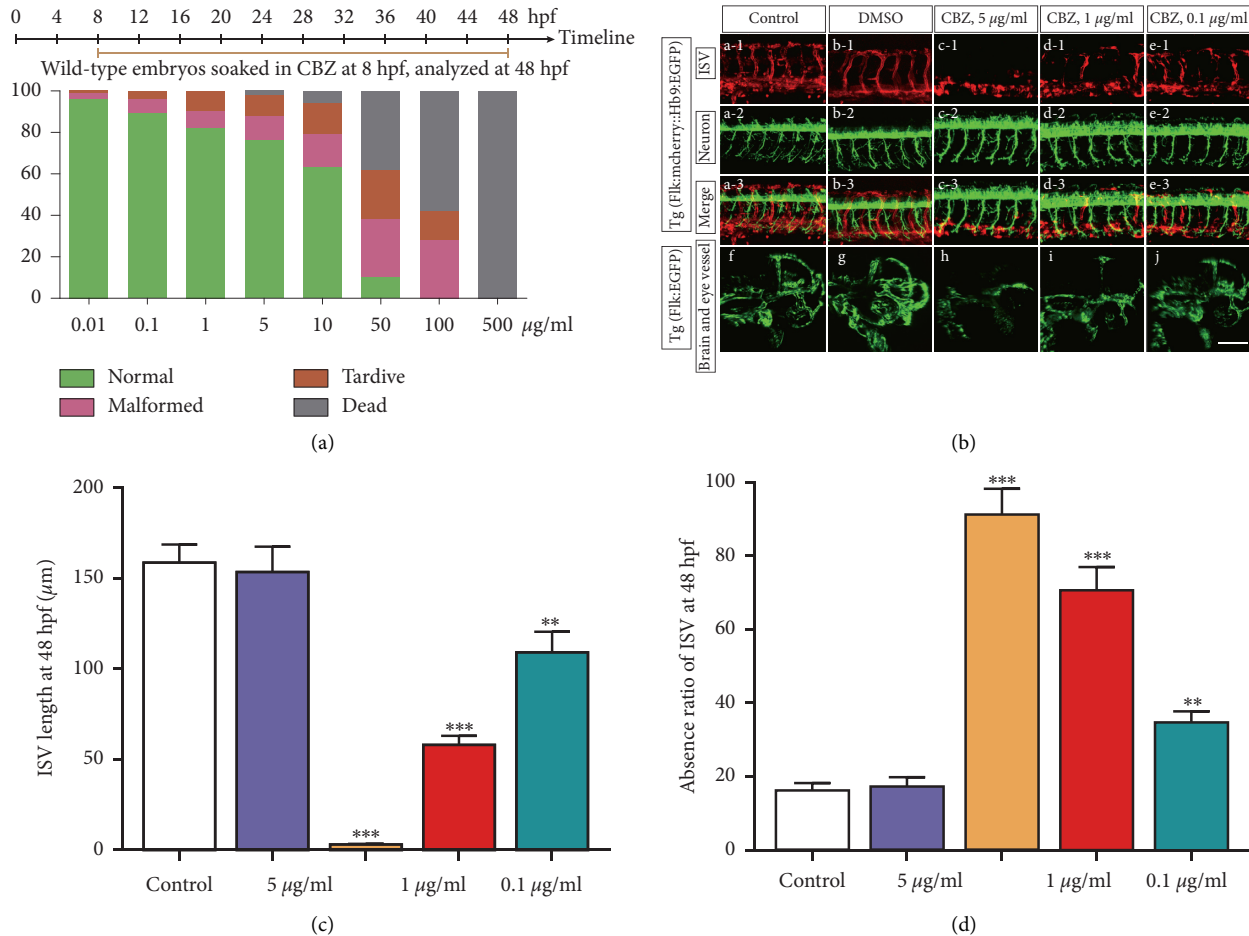 0 4 8 12 16 20 24 28 32 36 40 44 48 hpf
Timeline
Wild-type embryos soaked in CBZ at 8 hpf, analyzed at 48 hpf
100
80
60
40
20
0
0.01 0.1 1 5 10 50 100 500 µg/ml
Normal Tardive
Malformed Dead
(a)
Control DMSO CBZ, 5 µg/ml CBZ, 1 µg/ml CBZ, 0.1 µg/ml
Tg (Fllk:mcherry::Hb9:EGFP)
ISV
a-1 b-1 c-1 d-1 e-1
Neuron
a-2 b-2 c-2 d-2 e-2
Merge
a-3 b-3 c-3 d-3 e-3
Tg (Fllk:EGFP)
Brain and eye vessel
f g h i j
(b)
ISV length at 48 hpf (µm)
200
150
100
50
0
***
***
**
Control 5 µg/ml 1 µg/ml 0.1 µg/ml
(c)
Absence ratio of ISV at 48 hpf
100
80
60
40
20
0
***
***
**
Control 5 µg/ml 1 µg/ml 0.1 µg/ml
(d)